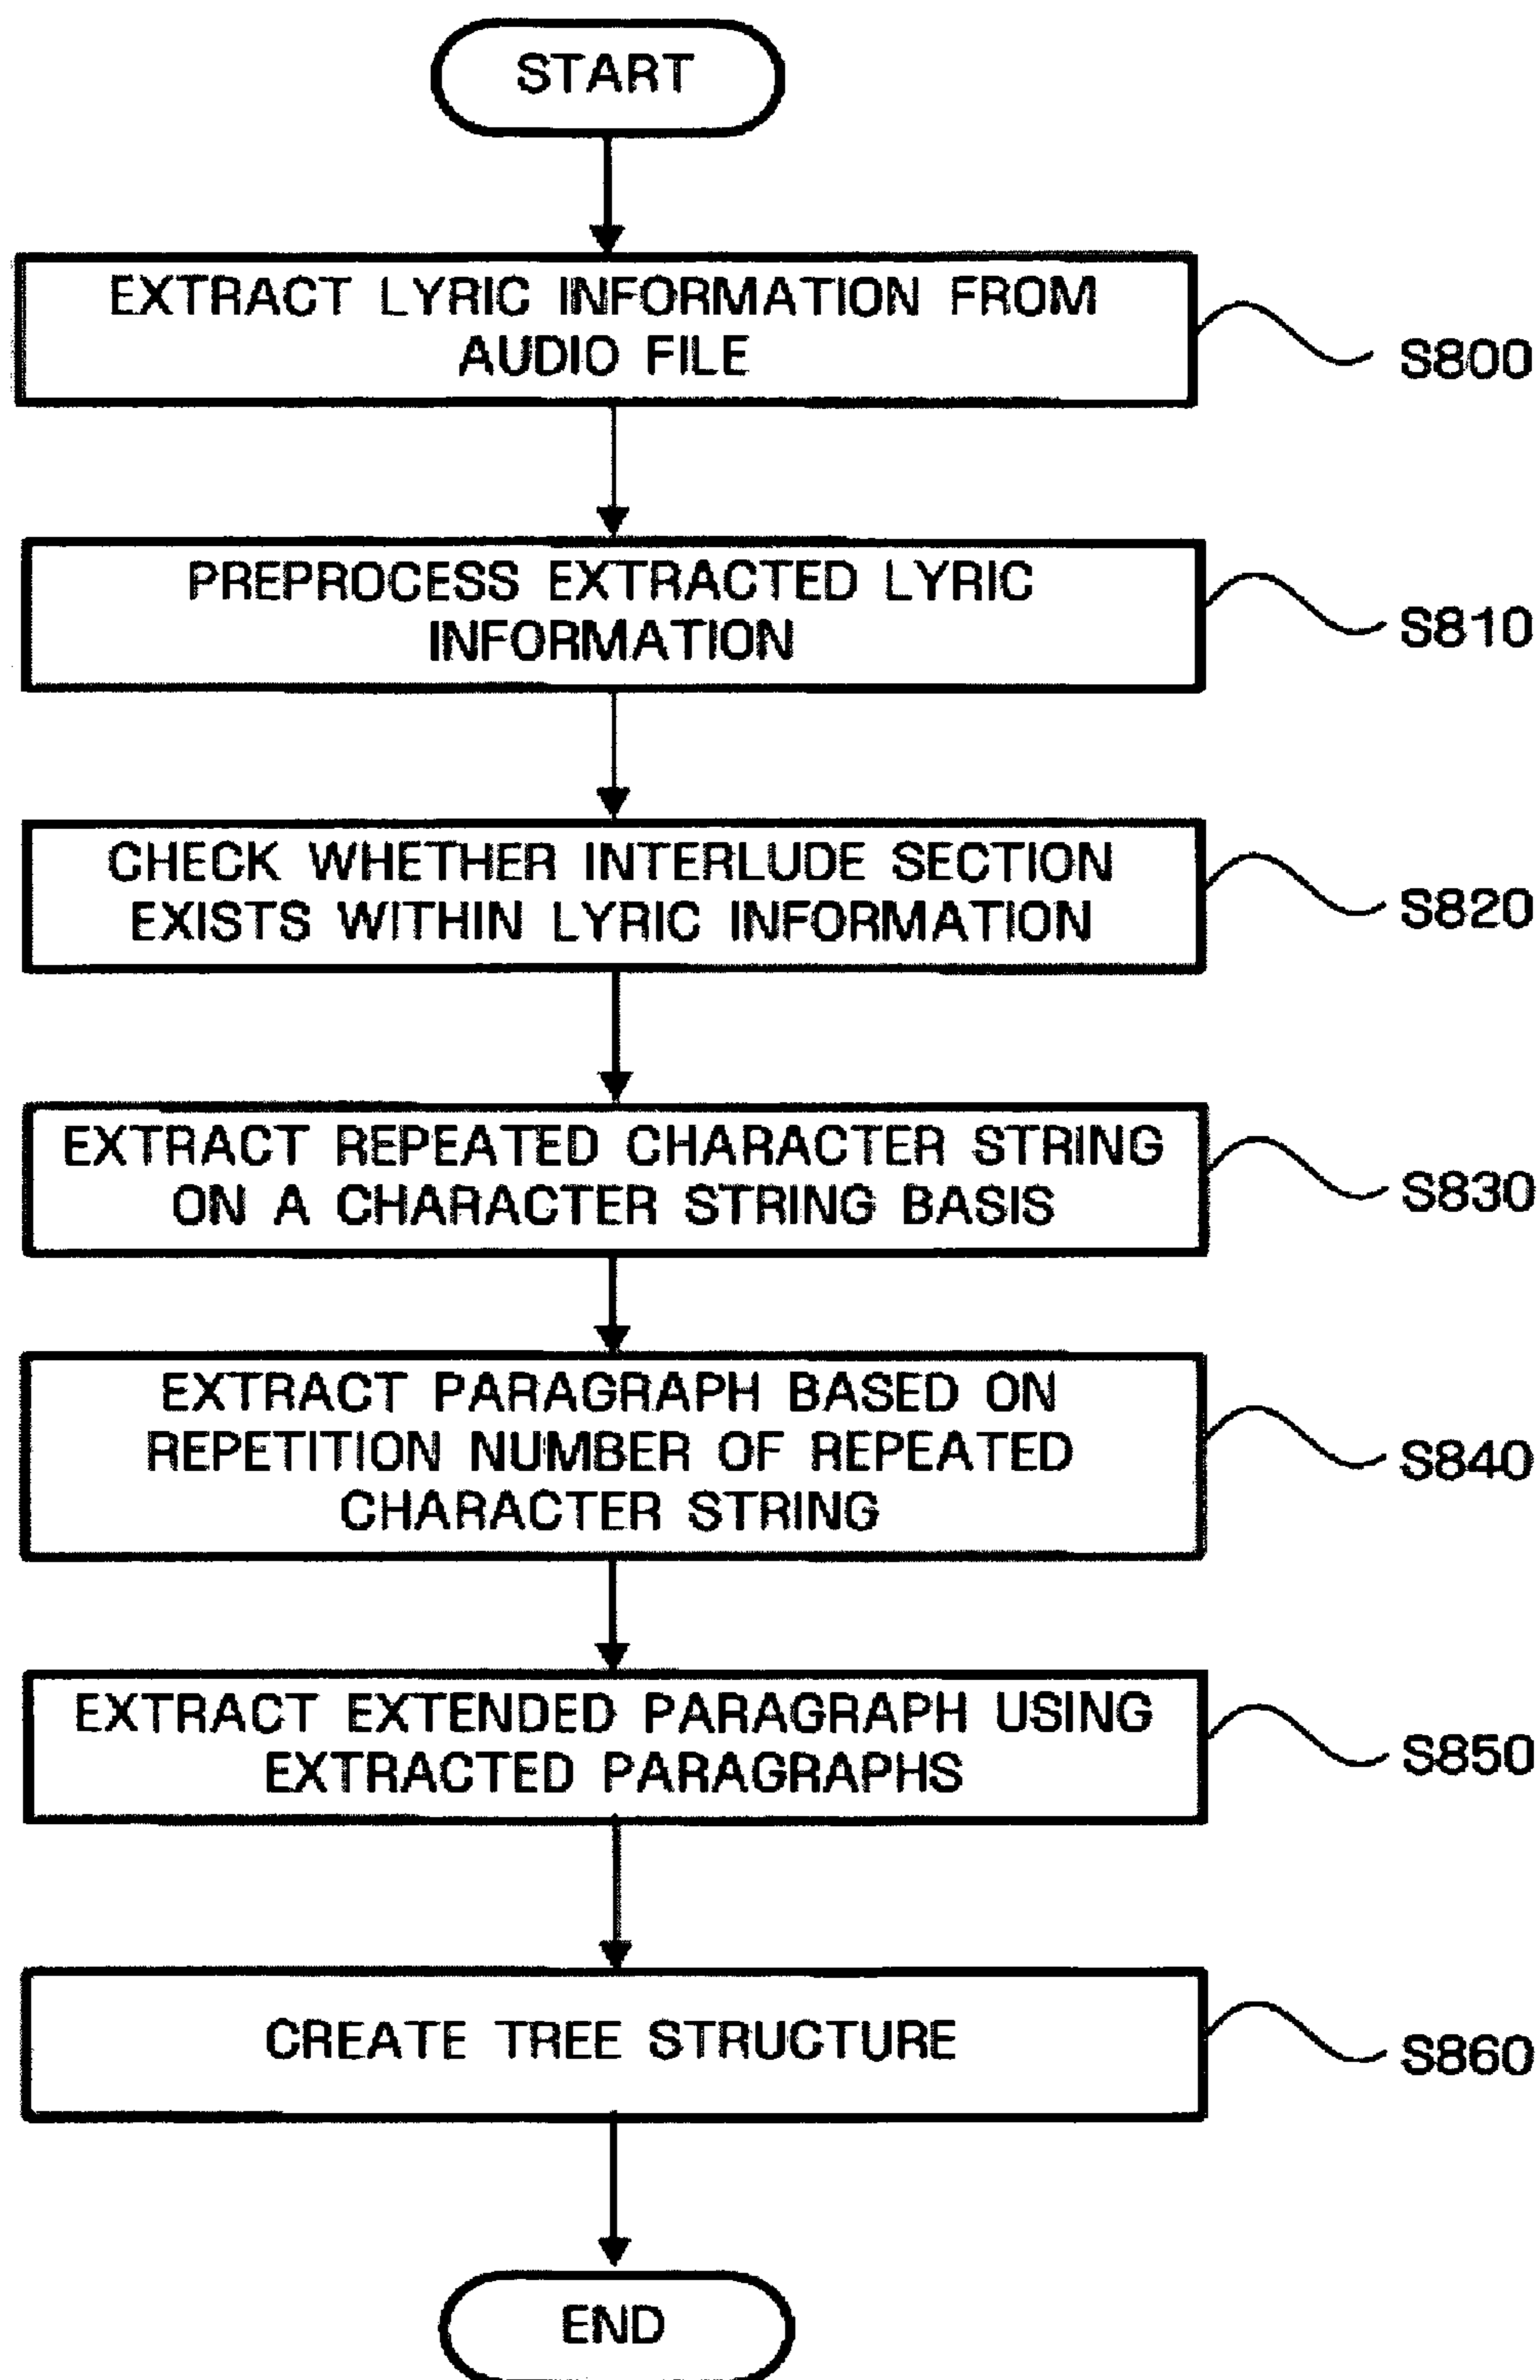 START
EXTRACT LYRIC INFORMATION FROM
AUDIO FILE
S800
PREPROCESS EXTRACTED LYRIC
INFORMATION
S810
CHECK WHETHER INTERLUDE SECTION
EXISTS WITHIN LYRIC INFORMATION
S820
EXTRACT REPEATED CHARACTER STRING
ON A CHARACTER STRING BASIS
S830
EXTRACT PARAGRAPH BASED ON
REPETITION NUMBER OF REPEATED
CHARACTER STRING
S840
EXTRACT EXTENDED PARAGRAPH USING
EXTRACTED PARAGRAPHS
S850
CREATE TREE STRUCTURE
S860
END